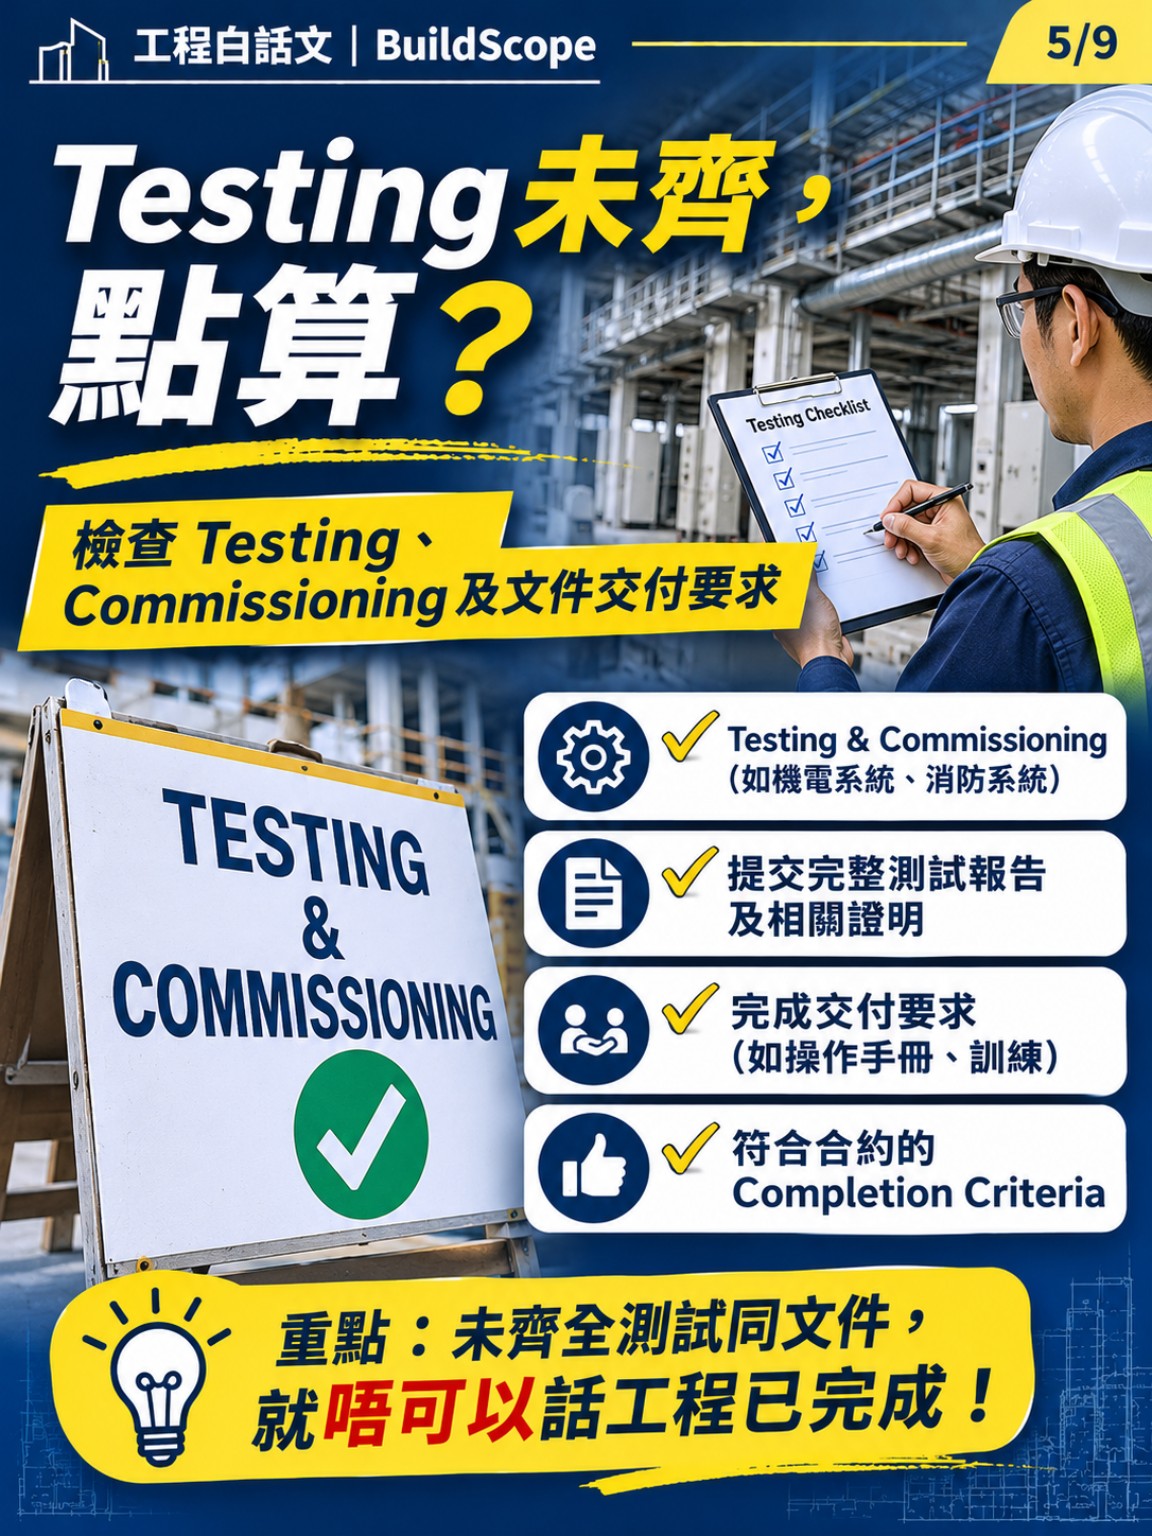 工程白話文 | BuildScope
5/9
Testing未齊，
點算？
Testing Checklist
檢查 Testing、
Commissioning及文件交付要求
TESTING
&
COMMISSIONING
Testing & Commissioning
（如機電系統、消防系統）
提交完整測試報告
及相關證明
完成交付要求
（如操作手冊、訓練）
符合合約的
Completion Criteria
重點：未齊全測試同文件，
就唔可以話工程已完成！